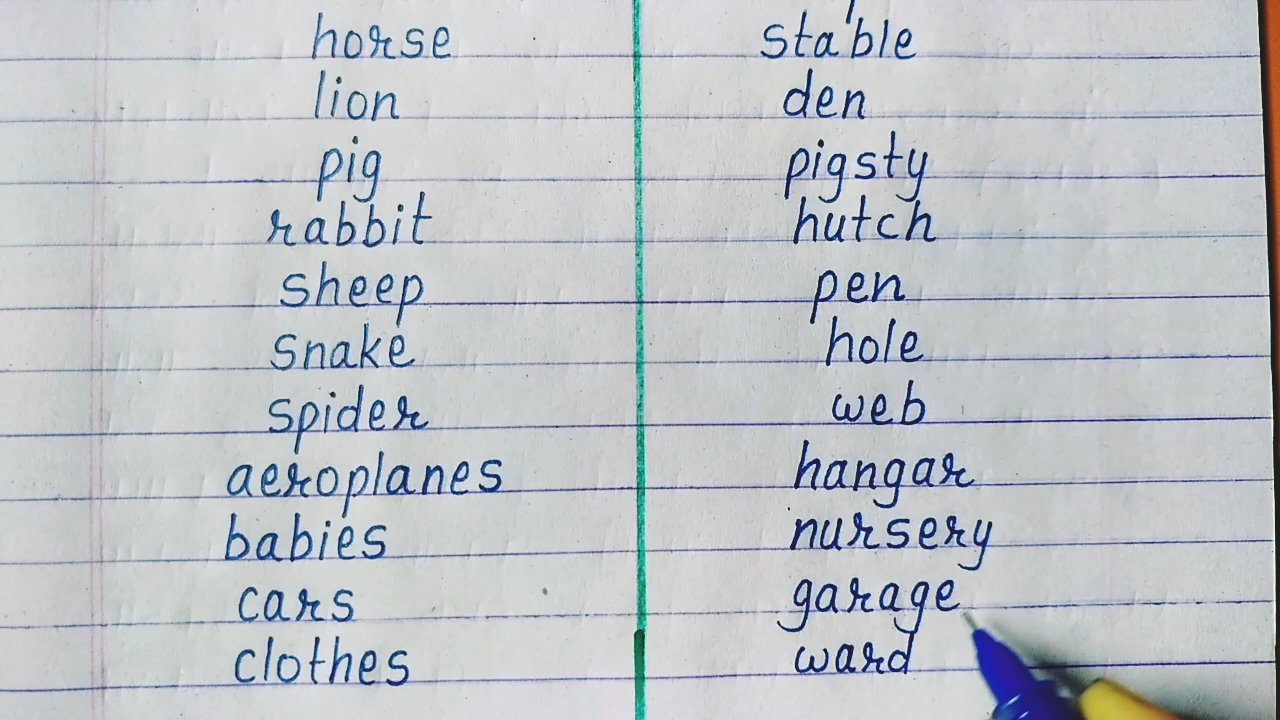 horse stable
lion den
pig pigsty
rabbit hutch
sheep pen
snake hole
spider web
aeroplanes hangar
babies nursery
cars garage
clothes ward